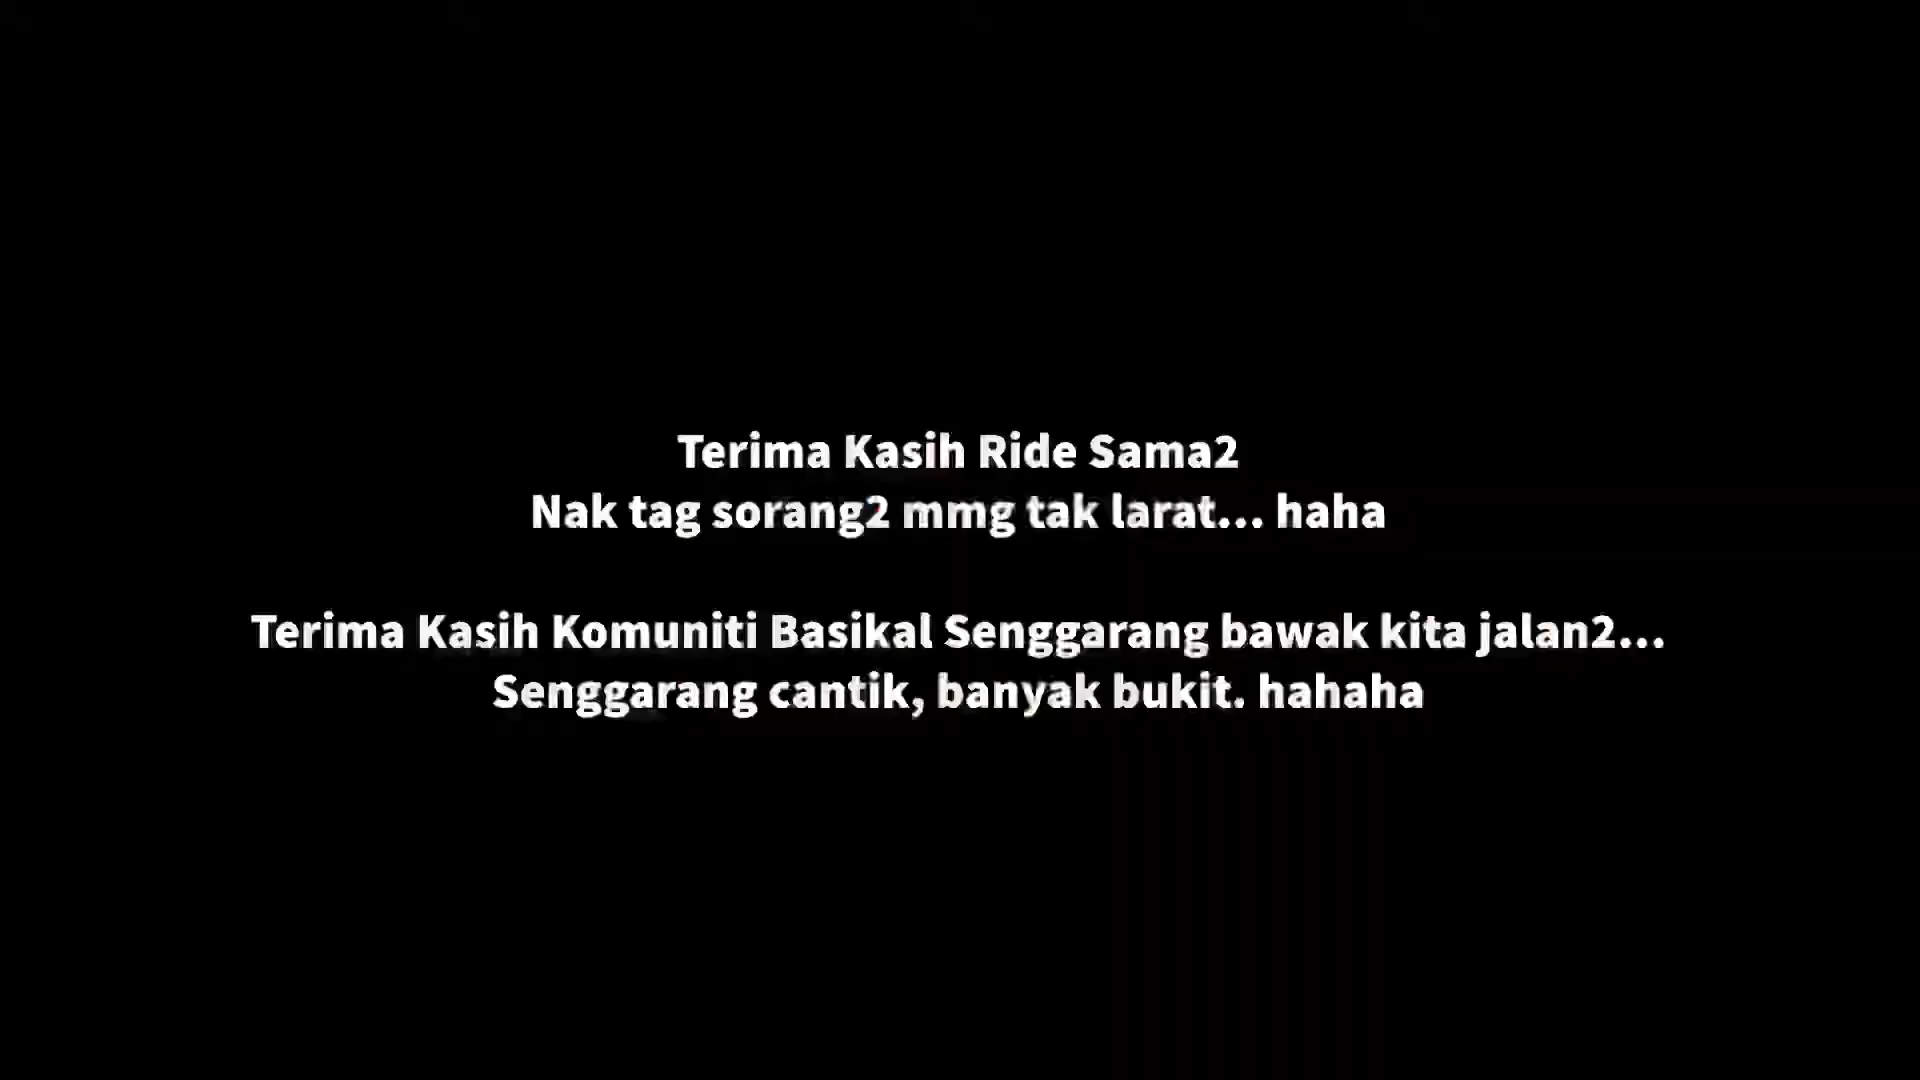 Terima Kasih Ride Sama2
Nak tag sorang2 mmg tak larat... haha
Terima Kasih Komuniti Basikal Senggarang bawak kita jalan2...
Senggarang cantik, banyak bukit. hahaha